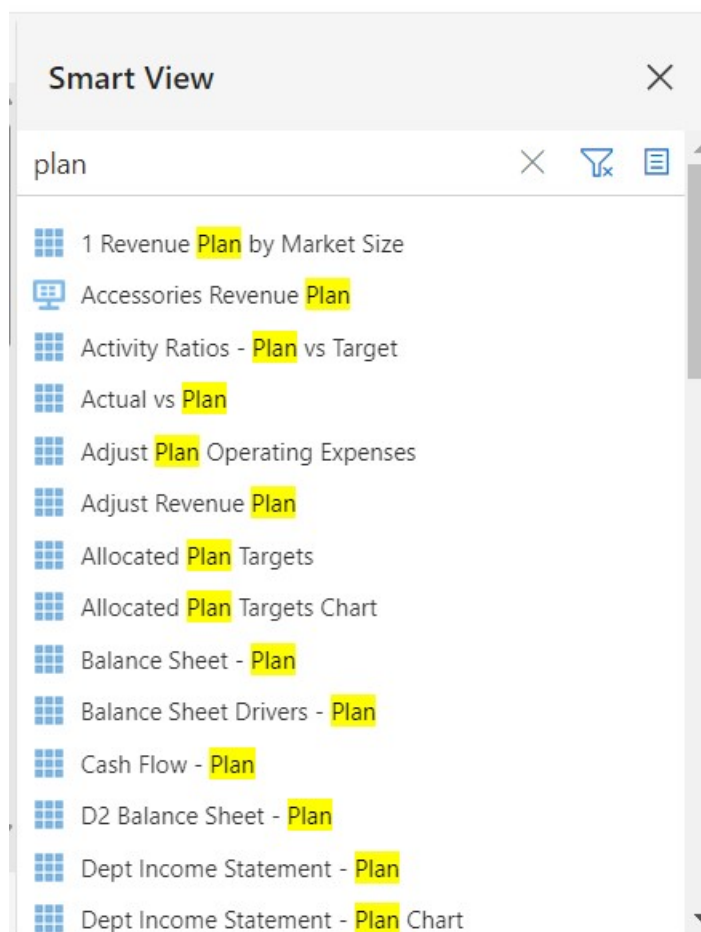 Smart View
plan
1 Revenue Plan by Market Size
Accessories Revenue Plan
Activity Ratios - Plan vs Target
Actual vs Plan
Adjust Plan Operating Expenses
Adjust Revenue Plan
Allocated Plan Targets
Allocated Plan Targets Chart
Balance Sheet - Plan
Balance Sheet Drivers - Plan
Cash Flow - Plan
D2 Balance Sheet - Plan
Dept Income Statement - Plan
Dept Income Statement - Plan Chart